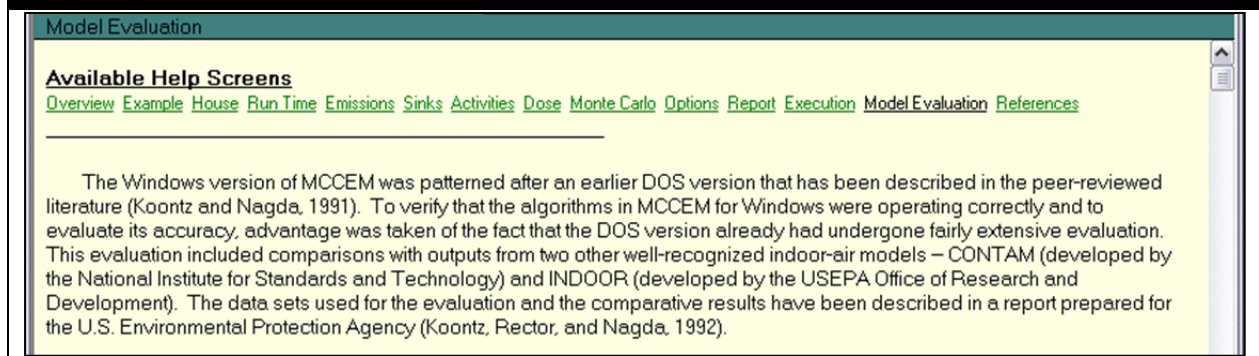 Model Evaluation
Available Help Screens
Overview Example House Run Time Emissions Sinks Activities Dose Monte Carlo Options Report Execution Model Evaluation References
The Windows version of MCCEM was patterned after an earlier DOS version that has been described in the peer-reviewed
literature (Koontz and Nagda, 1991). To verify that the algorithms in MCCEM for Windows were operating correctly and to
evaluate its accuracy, advantage was taken of the fact that the DOS version already had undergone fairly extensive evaluation.
This evaluation included comparisons with outputs from two other well-recognized indoor-air models – CONTAM (developed by
the National Institute for Standards and Technology) and INDOOR (developed by the USEPA Office of Research and
Development). The data sets used for the evaluation and the comparative results have been described in a report prepared for
the U.S. Environmental Protection Agency (Koontz, Rector, and Nagda, 1992).